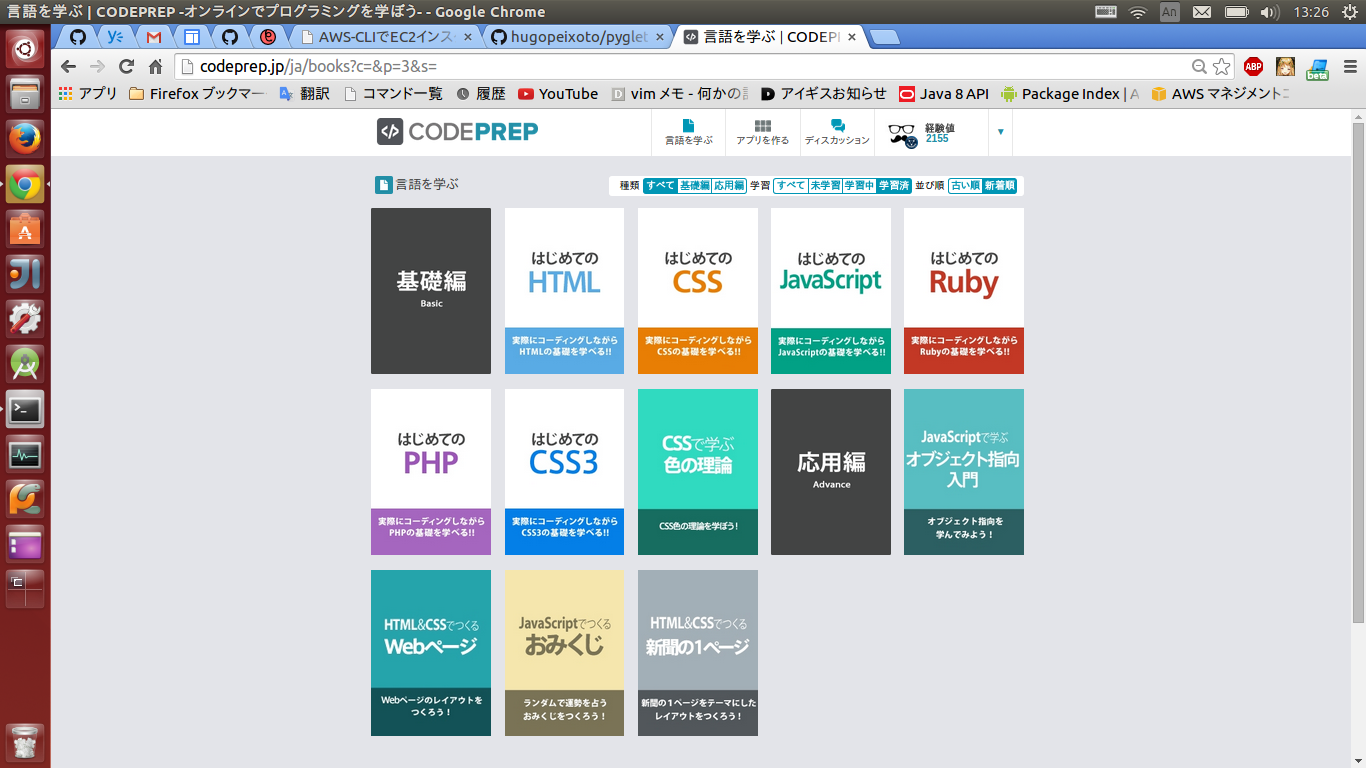 言語を学ぶ | CODEPREP -オンラインでプログラミングを学ぼう- - Google Chrome
An
13:26
AWS-CLIでEC2インス
hugopeixoto/pyglet
言語を学ぶ | CODEP
codeprep.jp/ja/books?c=&p=3&s=
ABP
beta
アプリ
Firefox ブックマー
翻訳
コマンド一覧
履歴
YouTube
vim メモ - 何かの
アイギスお知らせ
Java 8 API
Package Index | A
AWS マネジメント
CODEPREP
言語を学ぶ
アプリを作る
ディスカッション
経験値
2155
言語を学ぶ
種類 すべて 基礎編 応用編 学習 すべて 未学習 学習中 学習済 並び順 古い順 新着順
基礎編
Basic
はじめての
HTML
実際にコーディングしながら
HTMLの基礎を学べる!!
はじめての
CSS
実際にコーディングしながら
CSSの基礎を学べる!!
はじめての
JavaScript
実際にコーディングしながら
JavaScriptの基礎を学べる!!
はじめての
Ruby
実際にコーディングしながら
Rubyの基礎を学べる!!
はじめての
PHP
実際にコーディングしながら
PHPの基礎を学べる!!
はじめての
CSS3
実際にコーディングしながら
CSS3の基礎を学べる!!
CSSで学ぶ
色の理論
CSS色の理論を学ぼう!
応用編
Advance
JavaScriptで学ぶ
オブジェクト指向
入門
オブジェクト指向を
学んでみよう！
HTML&CSSでつくる
Webページ
Webページのレイアウトを
つくろう！
JavaScriptでつくる
おみくじ
ランダムで運勢を占う
おみくじをつくろう！
HTML&CSSでつくる
新聞の1ページ
新聞の1ページをテーマにした
レイアウトをつくろう！